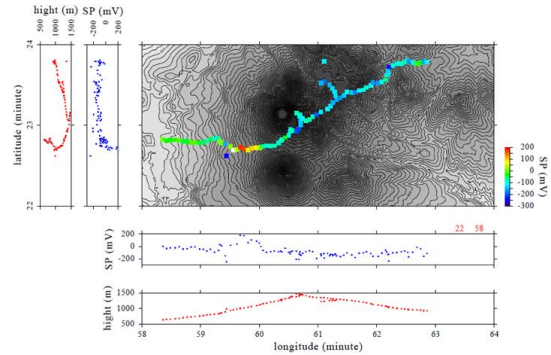 hight (m) SP (mV)
500 1000 1500 -200 0 200
24
23
22
latitude (minute)
200
100
0
-100
-200
-300
SP (mV)
22 58
200
0
-200
SP (mV)
1500
1000
500
hight (m)
58 59 60 61 62 63 64
longitude (minute)